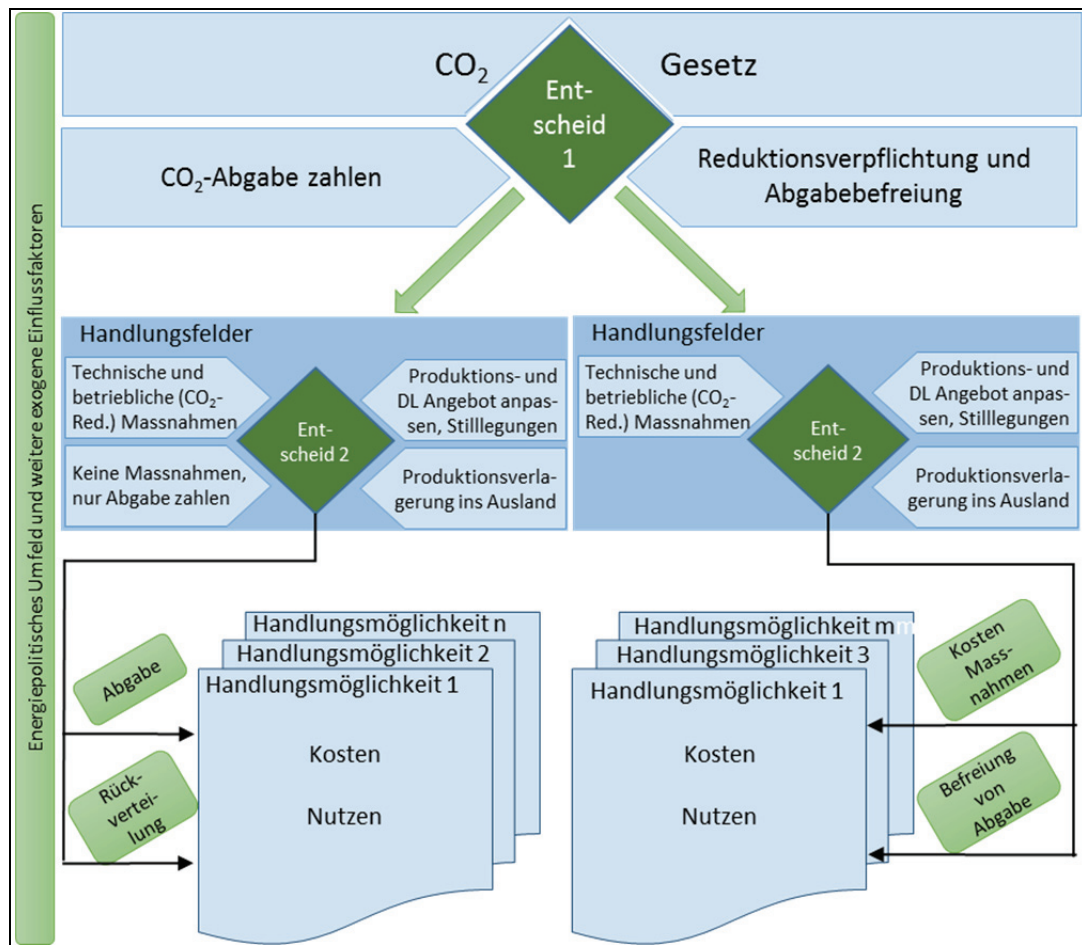 Energiepolitisches Umfeld und weitere exogene Einflussfaktoren
CO₂ Gesetz
Ent-
scheid
1
CO₂-Abgabe zahlen
Reduktionsverpflichtung und
Abgabebefreiung
Handlungsfelder
Technische und
betriebliche (CO₂-
Red.) Massnahmen
Keine Massnahmen,
nur Abgabe zahlen
Ent-
scheid 2
Produktions- und
DL Angebot anpas-
sen, Stilllegungen
Produktionsverla-
gerung ins Ausland
Handlungsfelder
Technische und
betriebliche (CO₂-
Red.) Massnahmen
Ent-
scheid 2
Produktions- und
DL Angebot anpas-
sen, Stilllegungen
Produktionsverla-
gerung ins Ausland
Abgabe
Rück-
vertei-
lung
Handlungsmöglichkeit n
Handlungsmöglichkeit 2
Handlungsmöglichkeit 1
Kosten
Nutzen
Handlungsmöglichkeit mm
Handlungsmöglichkeit 3
Handlungsmöglichkeit 1
Kosten
Nutzen
Kosten
Mass-
nahmen
Befreiung
von
Abgabe